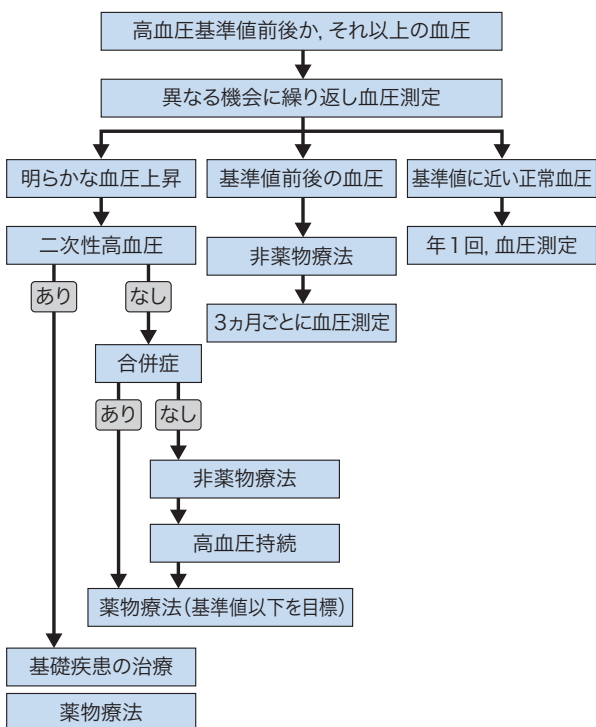 高血圧基準値前後か, それ以上の血圧
異なる機会に繰り返し血圧測定
明らかな血圧上昇
基準値前後の血圧
基準値に近い正常血圧
二次性高血圧
非薬物療法
年1回, 血圧測定
あり
なし
3ヵ月ごとに血圧測定
合併症
あり
なし
非薬物療法
高血圧持続
薬物療法(基準値以下を目標)
基礎疾患の治療
薬物療法